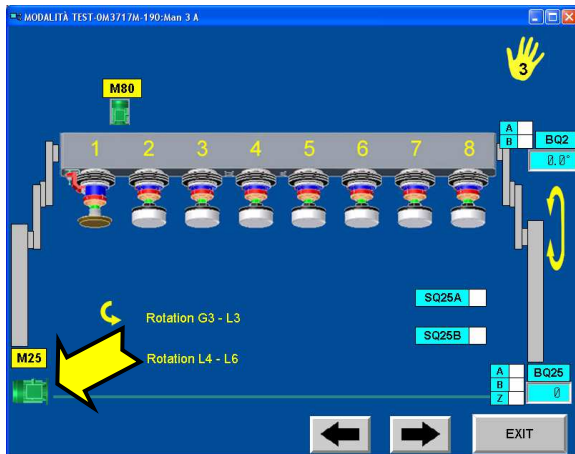 MODALITÀ TEST-0M3717M-190:Man 3 A
3
M80
1 2 3 4 5 6 7 8
A
B
BQ2
0.0°
SQ25A
Rotation G3 - L3
SQ25B
M25
Rotation L4 - L6
A
B
Z
BQ25
0
EXIT